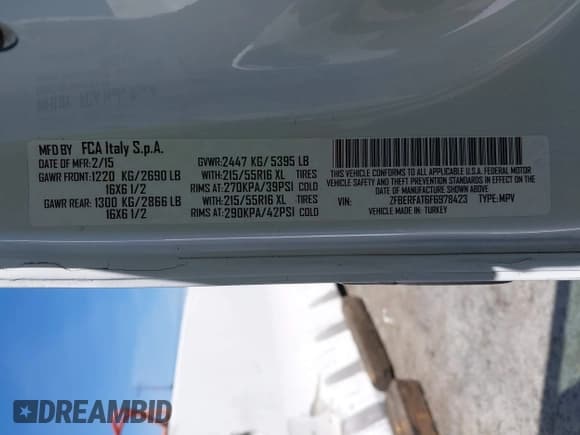 MFD BY FCA Italy S.p.A.
DATE OF MFR: 2/15 GVWR: 2447 KG/ 5395 LB
GAWR FRONT: 1220 KG/2690 LB WITH: 215/55R16 XL TIRES
16X6 1/2 RIMS AT: 270KPA/39PSI COLD
GAWR REAR: 1300 KG/2866 LB WITH: 215/55R16 XL TIRES
16X6 1/2 RIMS AT: 290KPA/42PSI COLD
THIS VEHICLE CONFORMS TO ALL APPLICABLE U.S.A. FEDERAL MOTOR
VEHICLE SAFETY AND THEFT PREVENTION STANDARDS IN EFFECT ON THE
DATE OF MANUFACTURE SHOWN ABOVE.
VIN: ZFBERFAT6F6978423 TYPE: MPV
VEHICLE MADE IN: TURKEY
DREAMBID